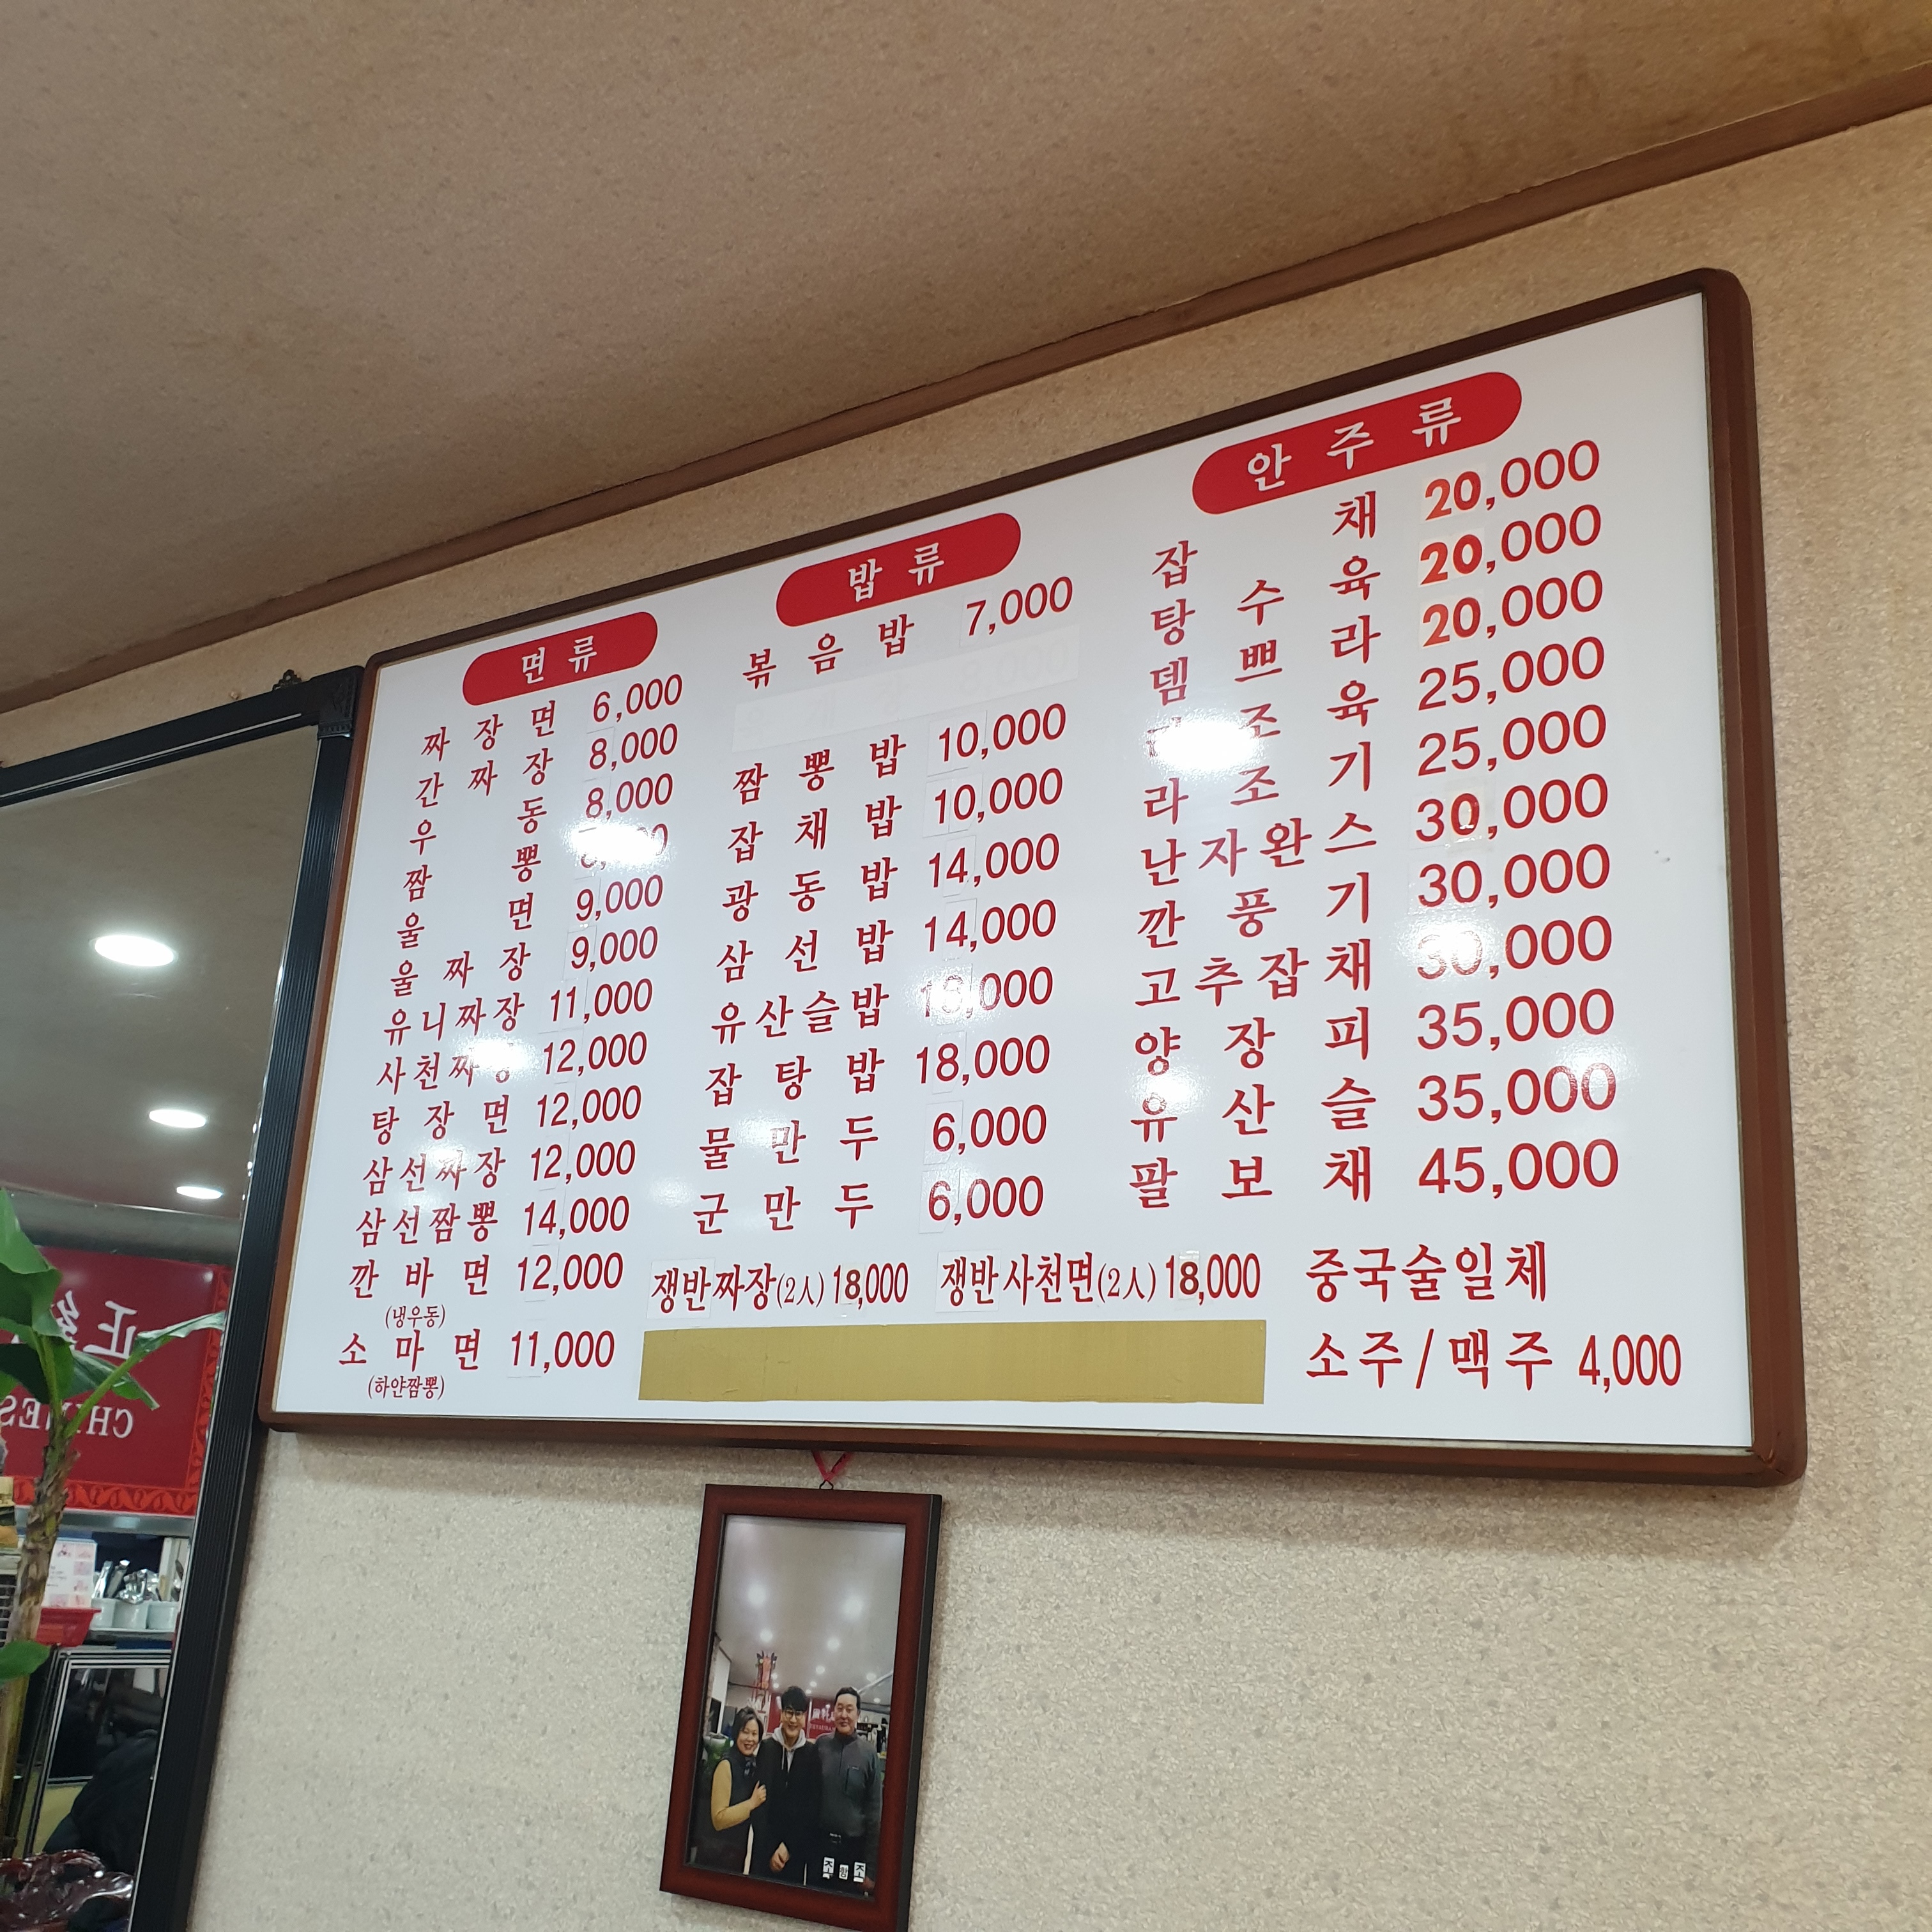 면류
짜장면 6,000
간짜장 8,000
우동 8,000
짬뽕
울면 9,000
울짜장 9,000
유니짜장 11,000
사천짜장 12,000
탕장면 12,000
삼선짜장 12,000
삼선짬뽕 14,000
깐바면 12,000
(냉우동)
소마면 11,000
(하얀짬뽕)
밥류
볶음밥 7,000
짬뽕밥 10,000
잡채밥 10,000
광동밥 14,000
삼선밥 14,000
유산슬밥
잡탕밥 18,000
물만두 6,000
군만두 6,000
쟁반짜장(2人) 18,000
쟁반사천면(2人) 18,000
안주류
잡채 20,000
탕수육 20,000
뎀쁘라 20,000
25,000
라조기 25,000
난자완스 30,000
깐풍기 30,000
고추잡채 30,000
양장피 35,000
유산슬 35,000
팔보채 45,000
중국술일체
소주/맥주 4,000